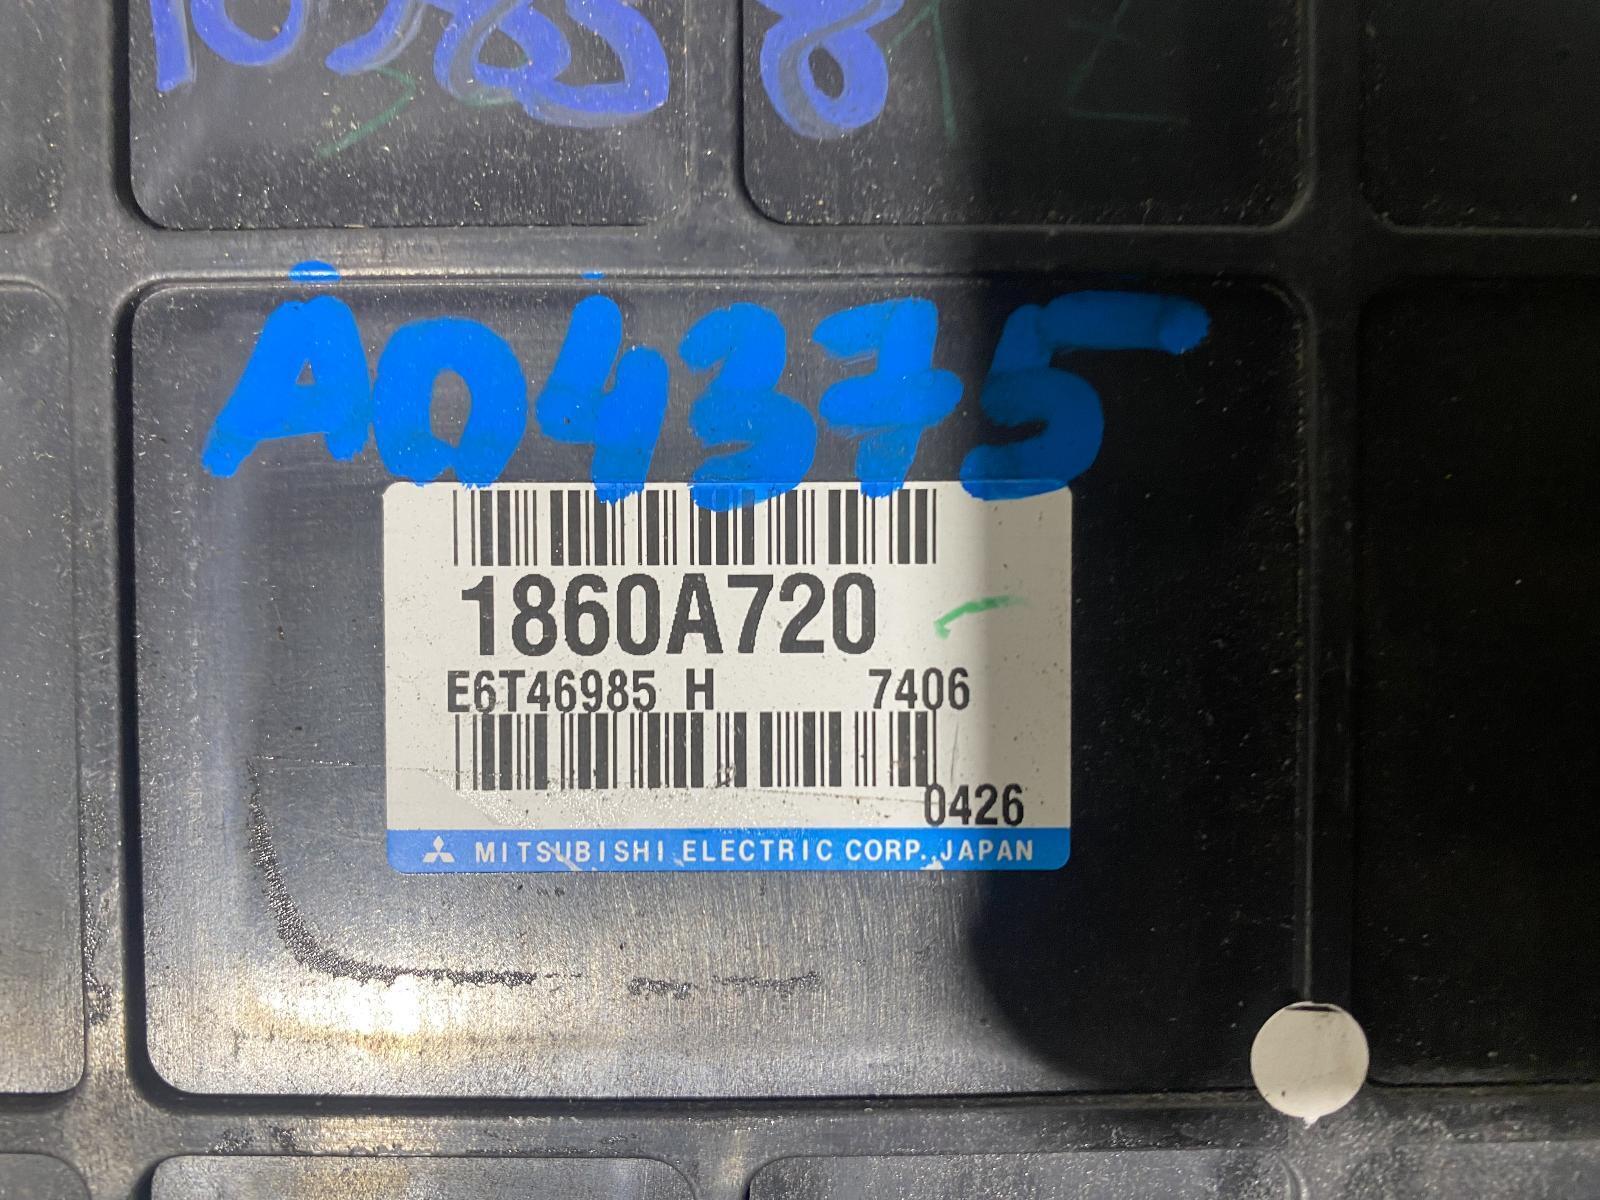 A04375
1860A720
E6T46985 H 7406
0426
MITSUBISHI ELECTRIC CORP. JAPAN